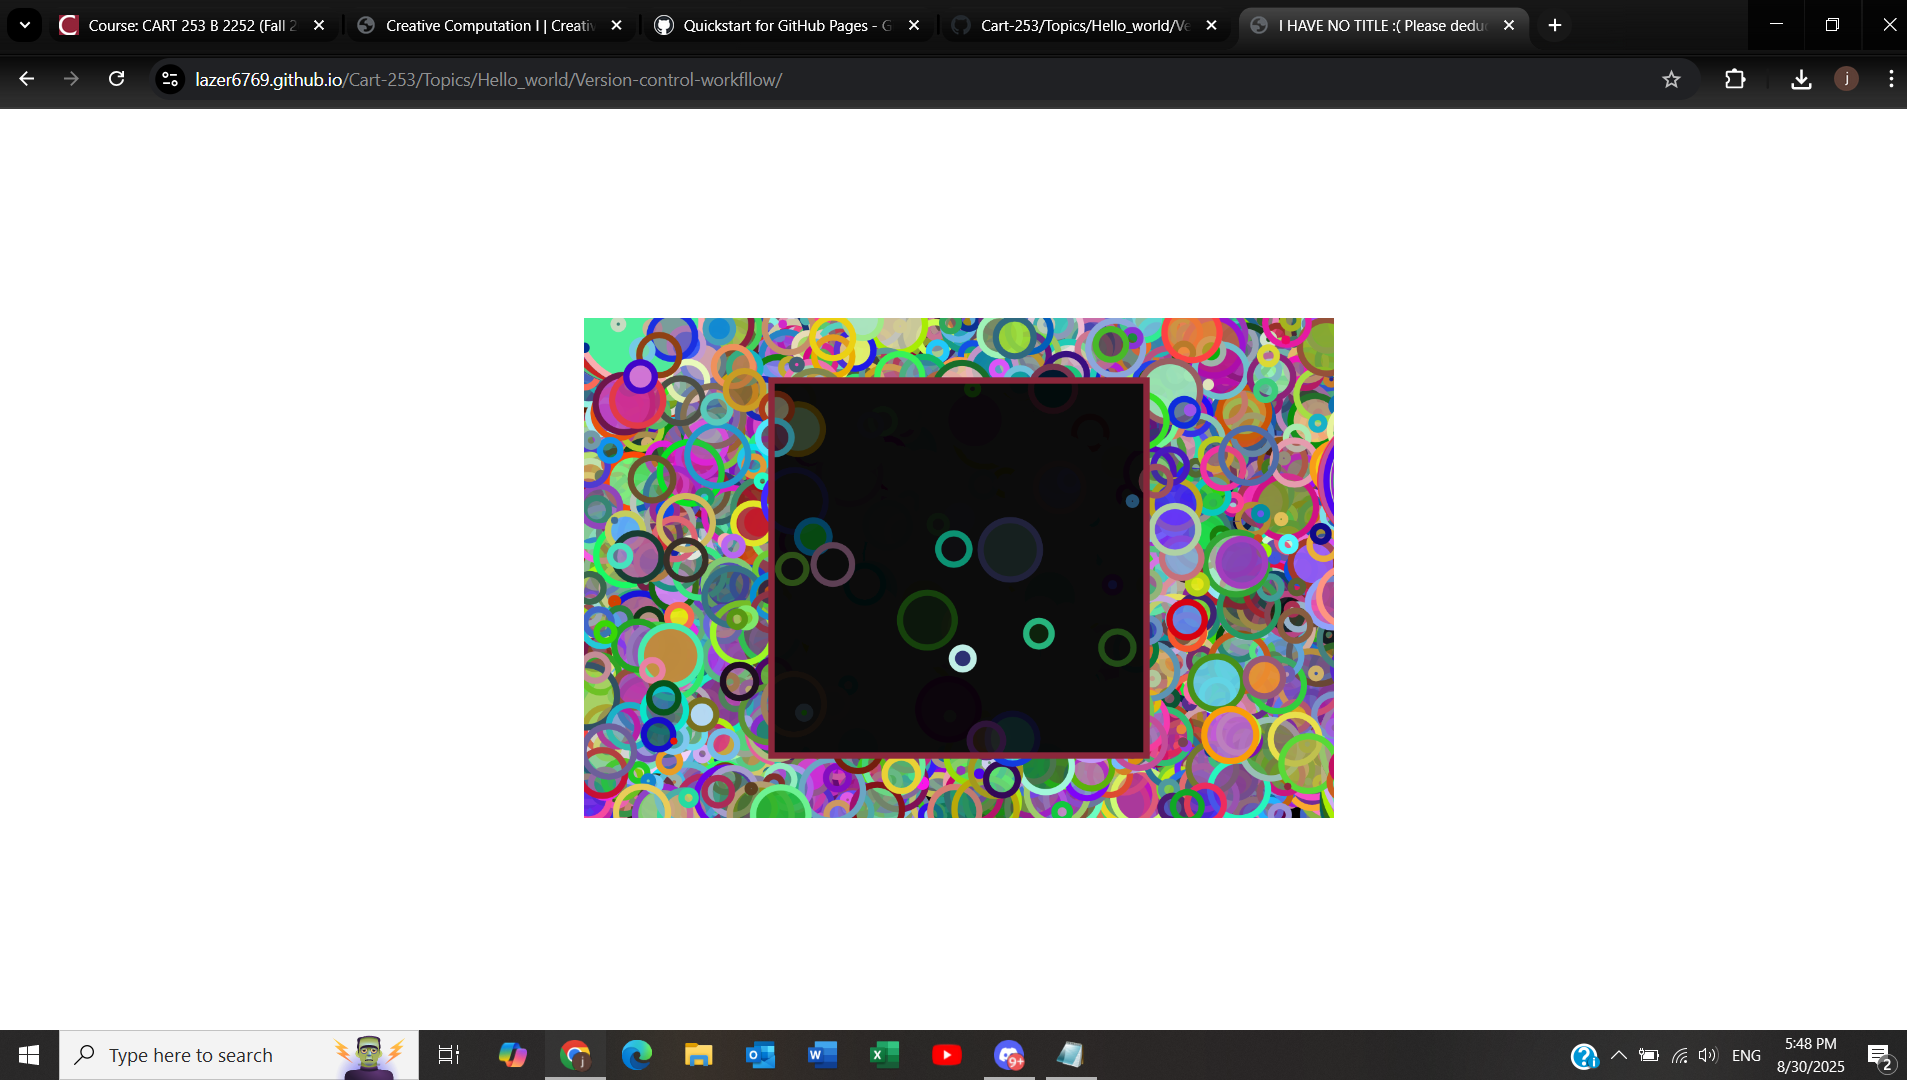 Course: CART 253 B 2252 (Fall 2
Creative Computation I | Creativ
Quickstart for GitHub Pages - G
Cart-253/Topics/Hello_world/Ve
I HAVE NO TITLE :( Please dedu
lazer6769.github.io/Cart-253/Topics/Hello_world/Version-control-workfllow/
j
Type here to search
j
9+
ENG
5:48 PM
8/30/2025
2